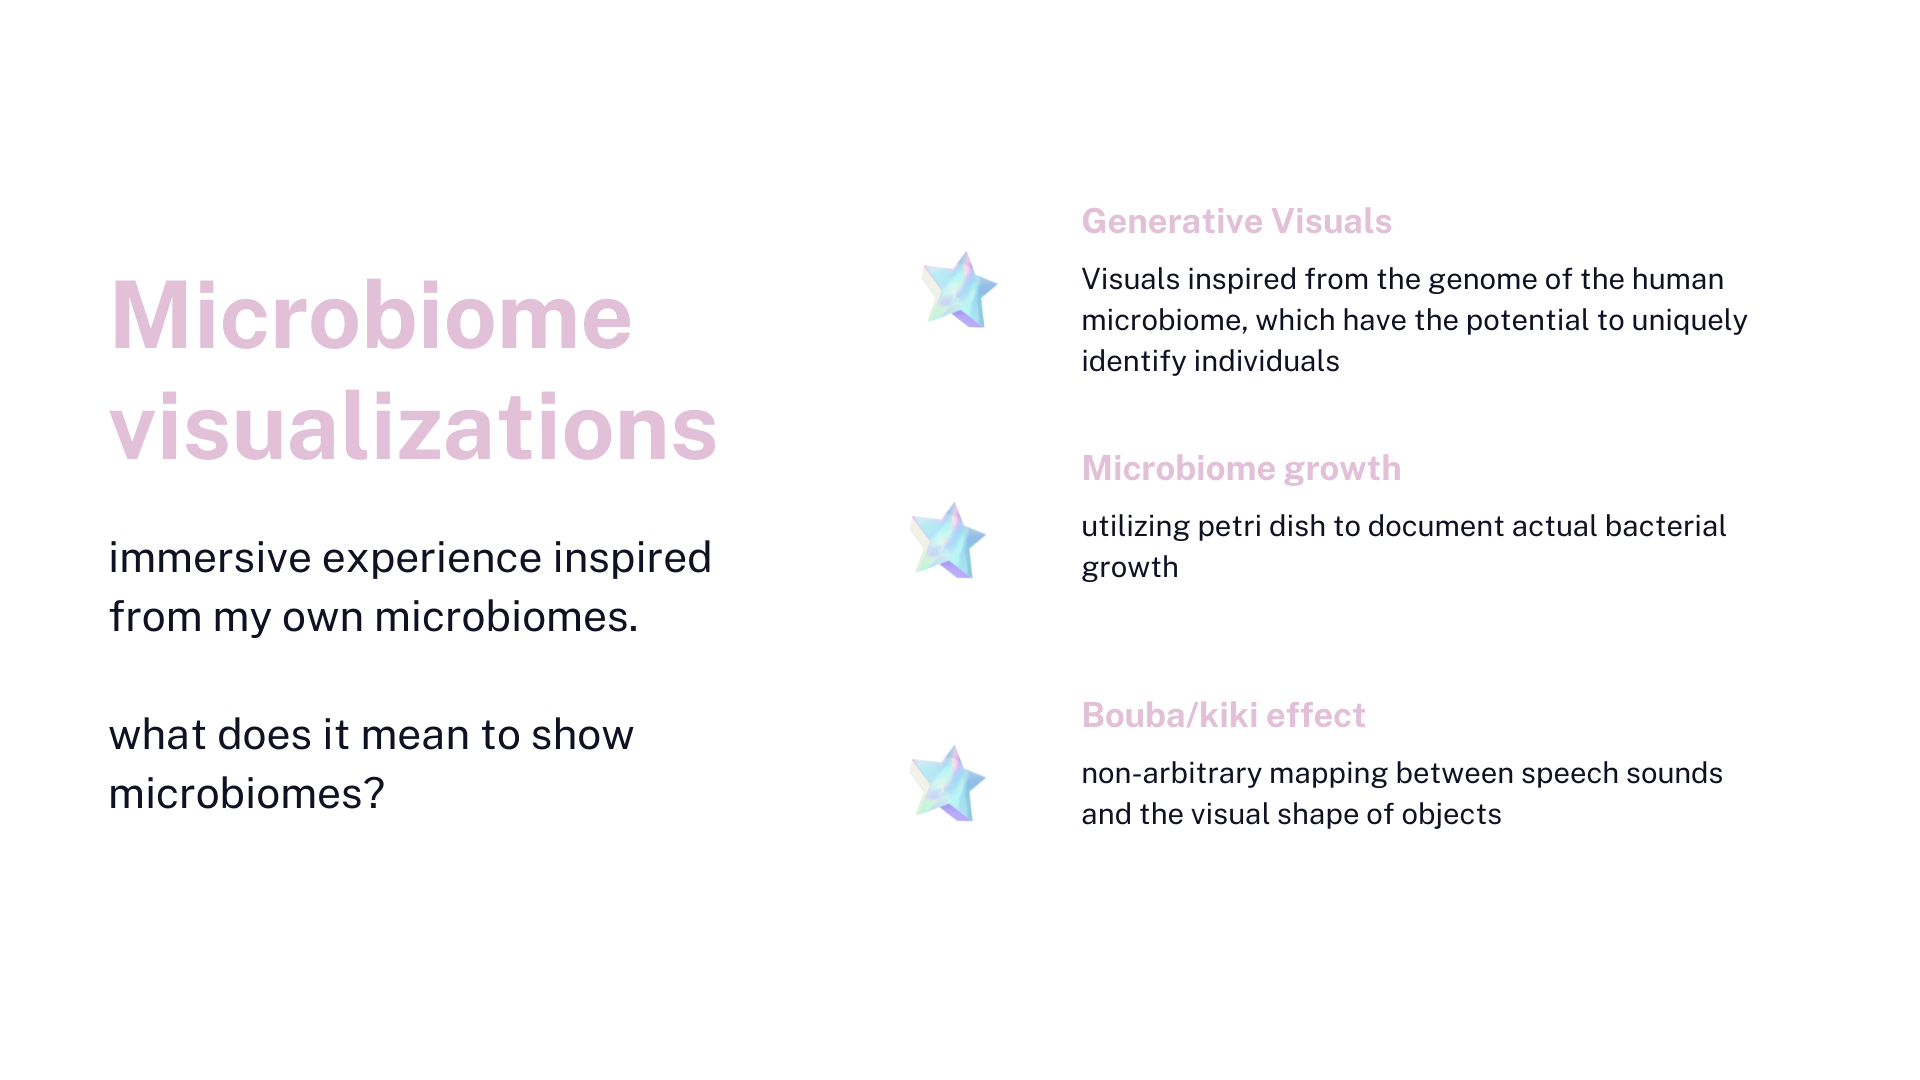 Microbiome
visualizations
immersive experience inspired
from my own microbiomes.
what does it mean to show
microbiomes?
Generative Visuals
Visuals inspired from the genome of the human
microbiome, which have the potential to uniquely
identify individuals
Microbiome growth
utilizing petri dish to document actual bacterial
growth
Bouba/kiki effect
non-arbitrary mapping between speech sounds
and the visual shape of objects